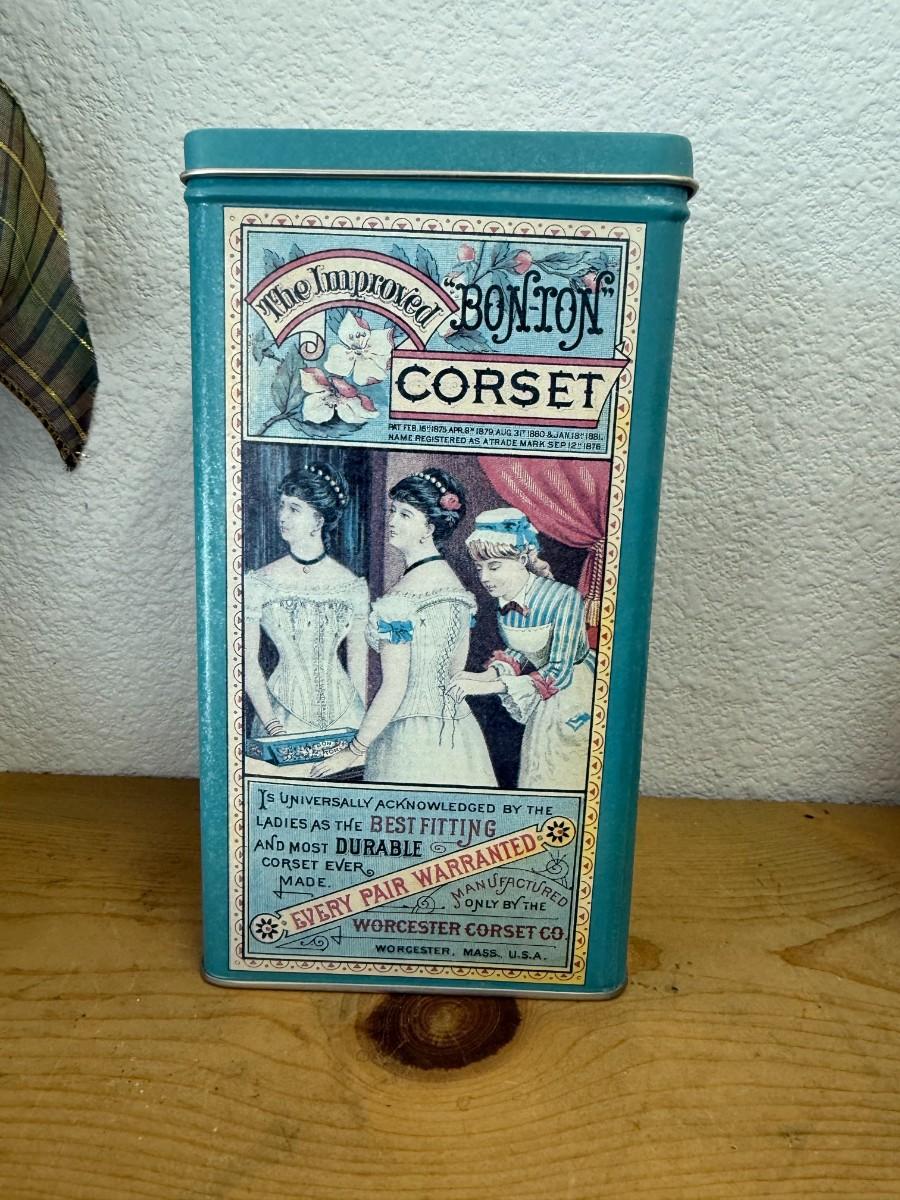 The Improved
"BON-TON"
CORSET
PAT. FEB. 16TH 1875, APR. 8TH 1879, AUG. 31ST 1880 & JAN. 18TH 1881.
NAME REGISTERED AS A TRADE MARK SEP 12TH 1876.
IS UNIVERSALLY ACKNOWLEDGED BY THE
LADIES AS THE BEST FITTING
AND MOST DURABLE
CORSET EVER
MADE.
EVERY PAIR WARRANTED
MANUFACTURED
ONLY BY THE
WORCESTER CORSET CO.
WORCESTER, MASS., U.S.A.